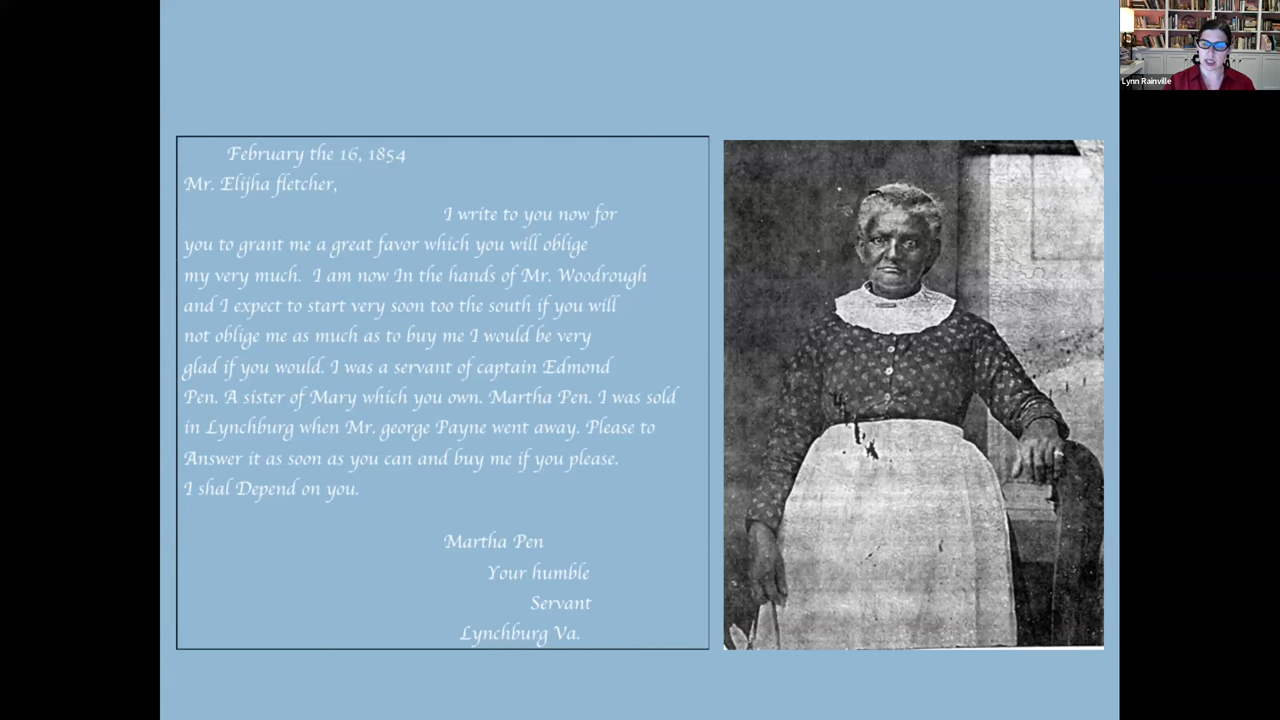 February the 16, 1854
Mr. Elijha fletcher,
I write to you now for
you to grant me a great favor which you will oblige
my very much. I am now In the hands of Mr. Woodrough
and I expect to start very soon too the south if you will
not oblige me as much as to buy me I would be very
glad if you would. I was a servant of captain Edmond
Pen. A sister of Mary which you own. Martha Pen. I was sold
in Lynchburg when Mr. george Payne went away. Please to
Answer it as soon as you can and buy me if you please.
I shal Depend on you.
Martha Pen
Your humble
Servant
Lynchburg Va.
Lynn Rainville